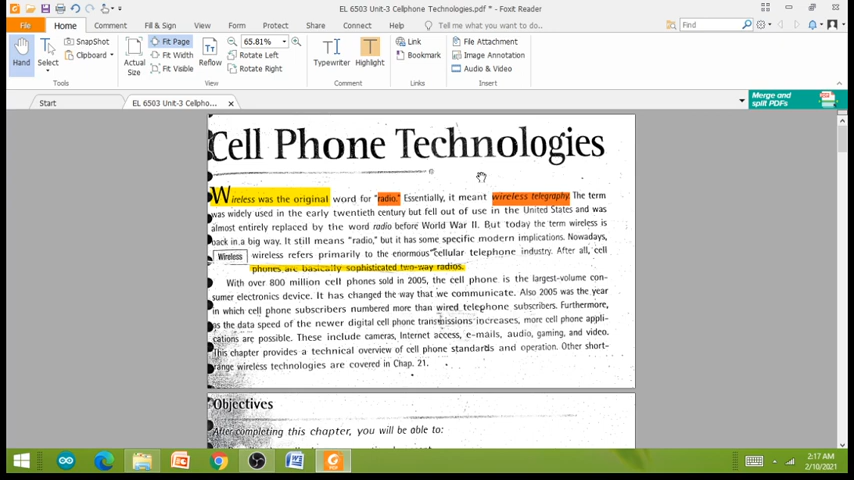 EL 6503 Unit-3 Cellphone Technologies.pdf * - Foxit Reader
File Home Comment Fill & Sign View Form Protect Share Connect Help Tell me what you want to do..
Find
Hand
Select
SnapShot
Clipboard
Actual Size
Fit Page
Fit Width
Fit Visible
Reflow
65.81%
Rotate Left
Rotate Right
Typewriter
Highlight
Link
Bookmark
File Attachment
Image Annotation
Audio & Video
Tools View Comment Links Insert
Start EL 6503 Unit-3 Cellpho...
Merge and split PDFs
Cell Phone Technologies
Wireless was the original word for "radio." Essentially, it meant wireless telegraphy. The term
was widely used in the early twentieth century but fell out of use in the United States and was
almost entirely replaced by the word radio before World War II. But today the term wireless is
back in a big way. It still means "radio," but it has some specific modern implications. Nowadays,
Wireless
wireless refers primarily to the enormous cellular telephone industry. After all, cell
phones are basically sophisticated two-way radios.
With over 800 million cell phones sold in 2005, the cell phone is the largest-volume con-
sumer electronics device. It has changed the way that we communicate. Also 2005 was the year
in which cell phone subscribers numbered more than wired telephone subscribers. Furthermore,
as the data speed of the newer digital cell phone transmissions increases, more cell phone appli-
cations are possible. These include cameras, Internet access, e-mails, audio, gaming, and video.
This chapter provides a technical overview of cell phone standards and operation. Other short-
range wireless technologies are covered in Chap. 21.
Objectives
After completing this chapter, you will be able to:
2:17 AM
2/10/2021